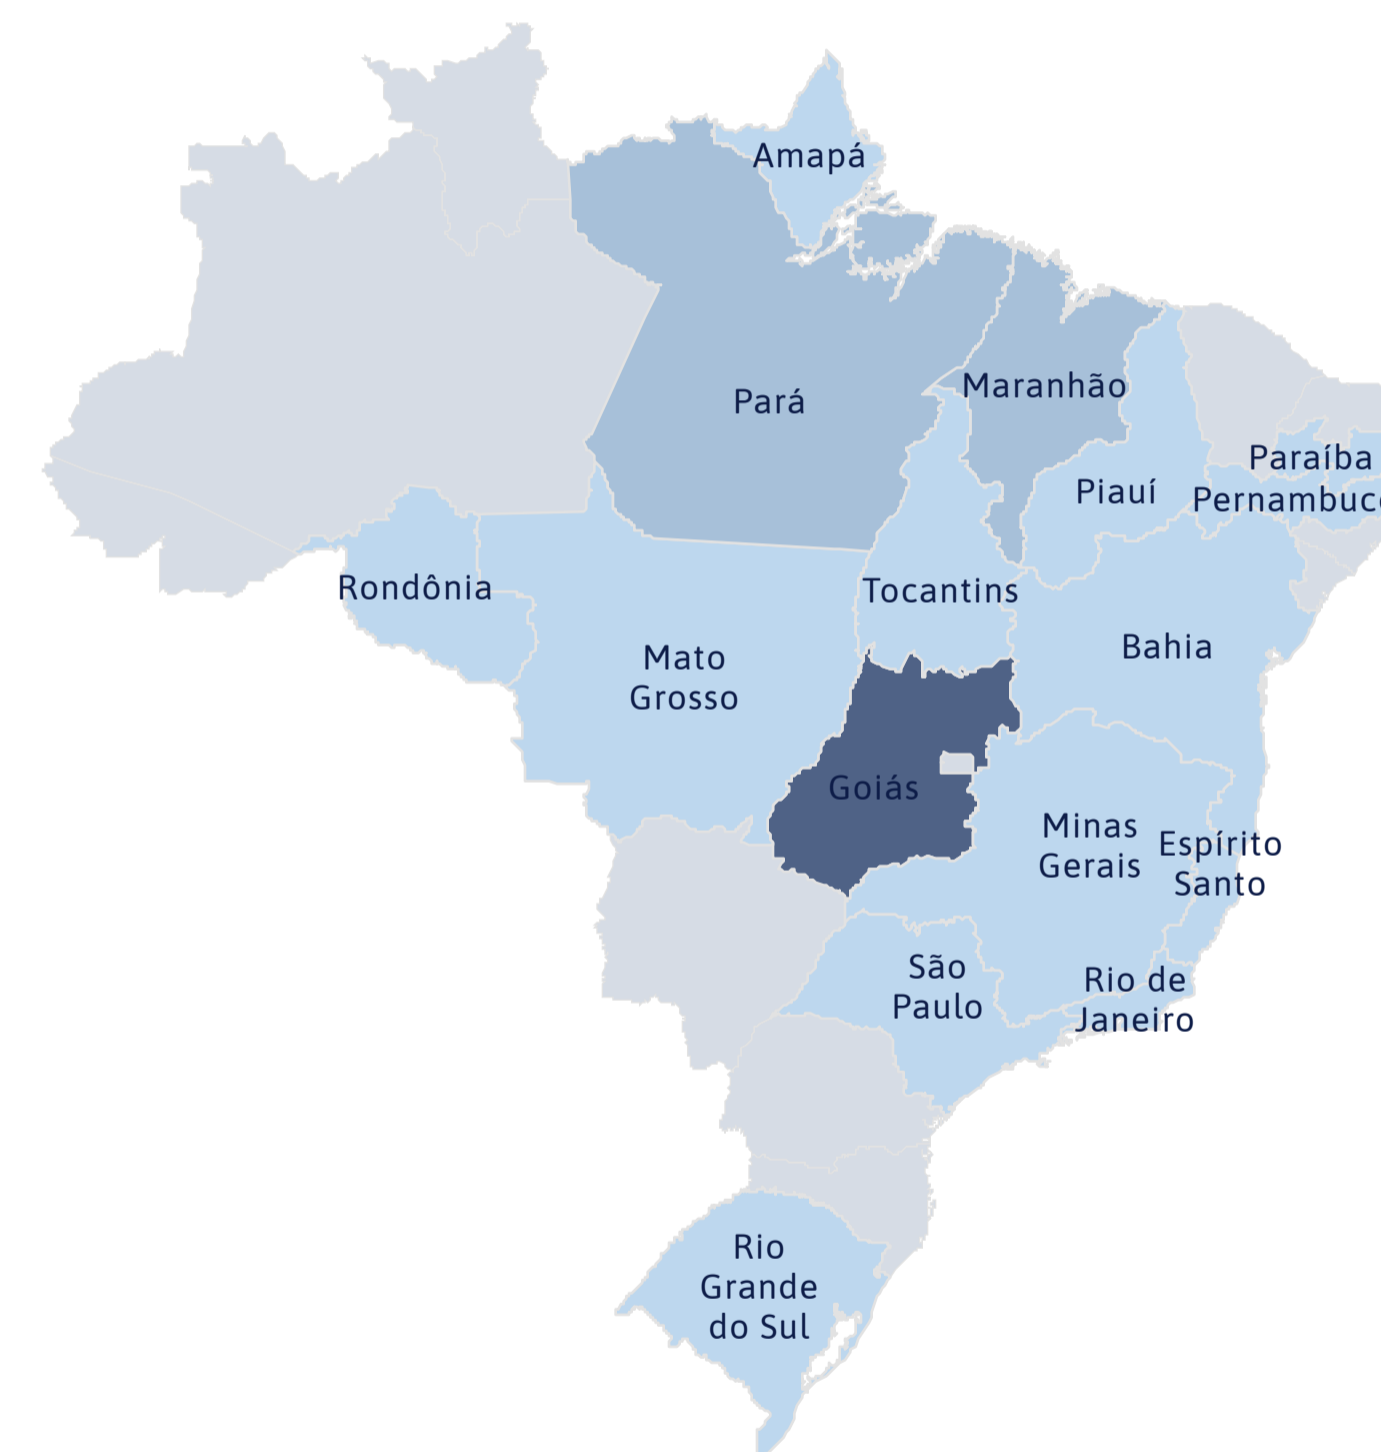 Amapá
Pará
Maranhão
Paraíba
Piauí
Pernambuc
Rondônia
Tocantins
Bahia
Mato
Grosso
Goiás
Minas
Gerais
Espírito
Santo
São
Paulo
Rio de
Janeiro
Rio
Grande
do Sul